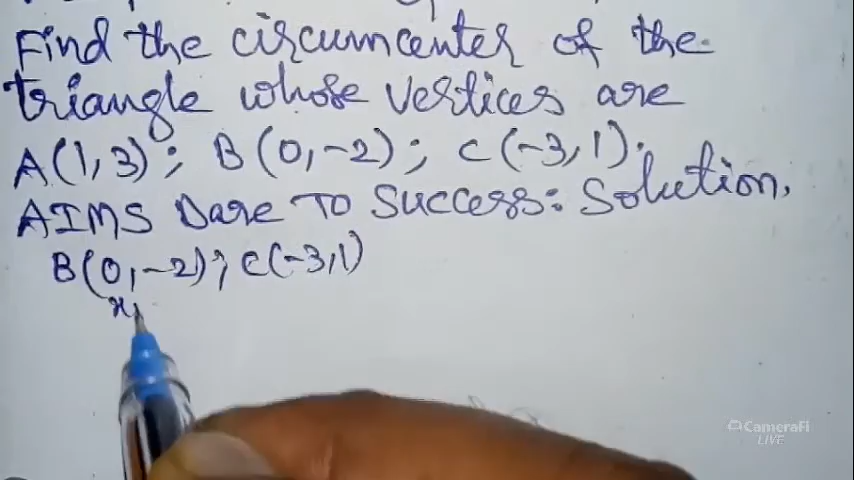 Find the circumcenter of the
triangle whose vertices are
A(1,3); B(0,-2); C(-3,1).
AIMS Dare To Success: Solution,
B(0,-2); C(-3,1)
x,
CameraFi
LIVE